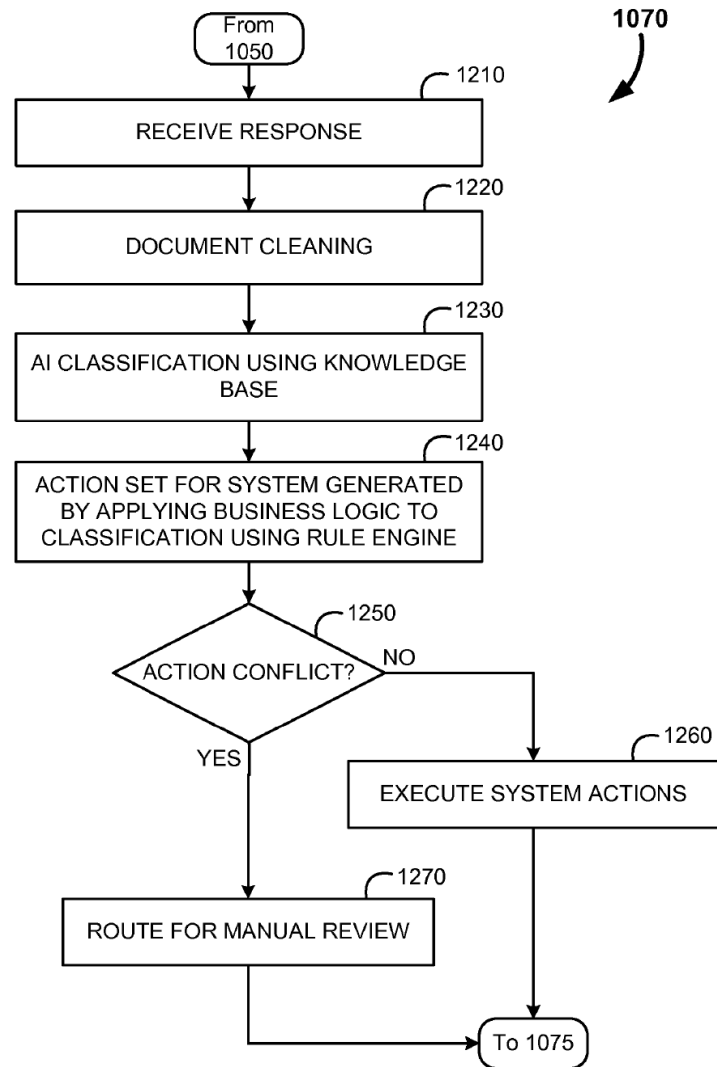 From
1050
1070
1210
RECEIVE RESPONSE
1220
DOCUMENT CLEANING
1230
AI CLASSIFICATION USING KNOWLEDGE
BASE
1240
ACTION SET FOR SYSTEM GENERATED
BY APPLYING BUSINESS LOGIC TO
CLASSIFICATION USING RULE ENGINE
1250
ACTION CONFLICT?
NO
YES
1260
EXECUTE SYSTEM ACTIONS
1270
ROUTE FOR MANUAL REVIEW
To 1075